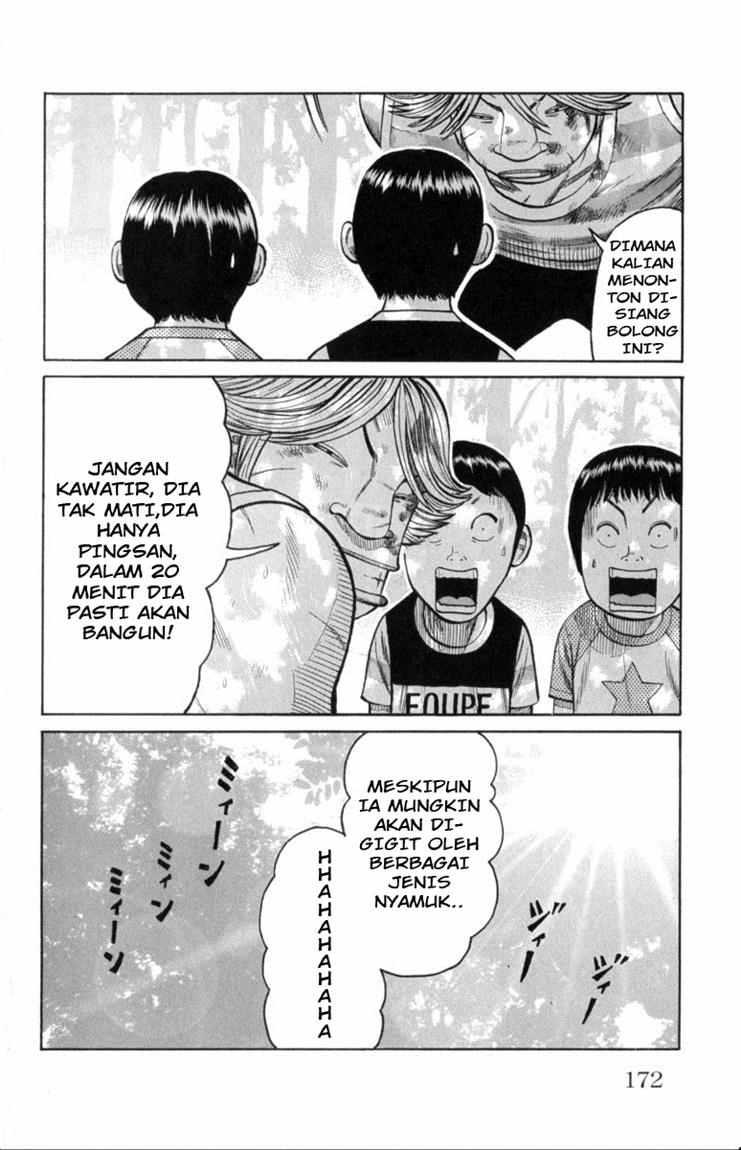 DIMANA
KALIAN
MENON-
TON DI-
SIANG
BOLONG
INI?
JANGAN
KAWATIR, DIA
TAK MATI,DIA
HANYA
PINGSAN,
DALAM 20
MENIT DIA
PASTI AKAN
BANGUN!
EQUIPE
MESKIPUN
IA MUNGKIN
AKAN DI-
GIGIT OLEH
BERBAGAI
JENIS
NYAMUK..
HHAHAHAHAHA
ジィー
ジィー
ミィーン
ミィン
ミィーン
172